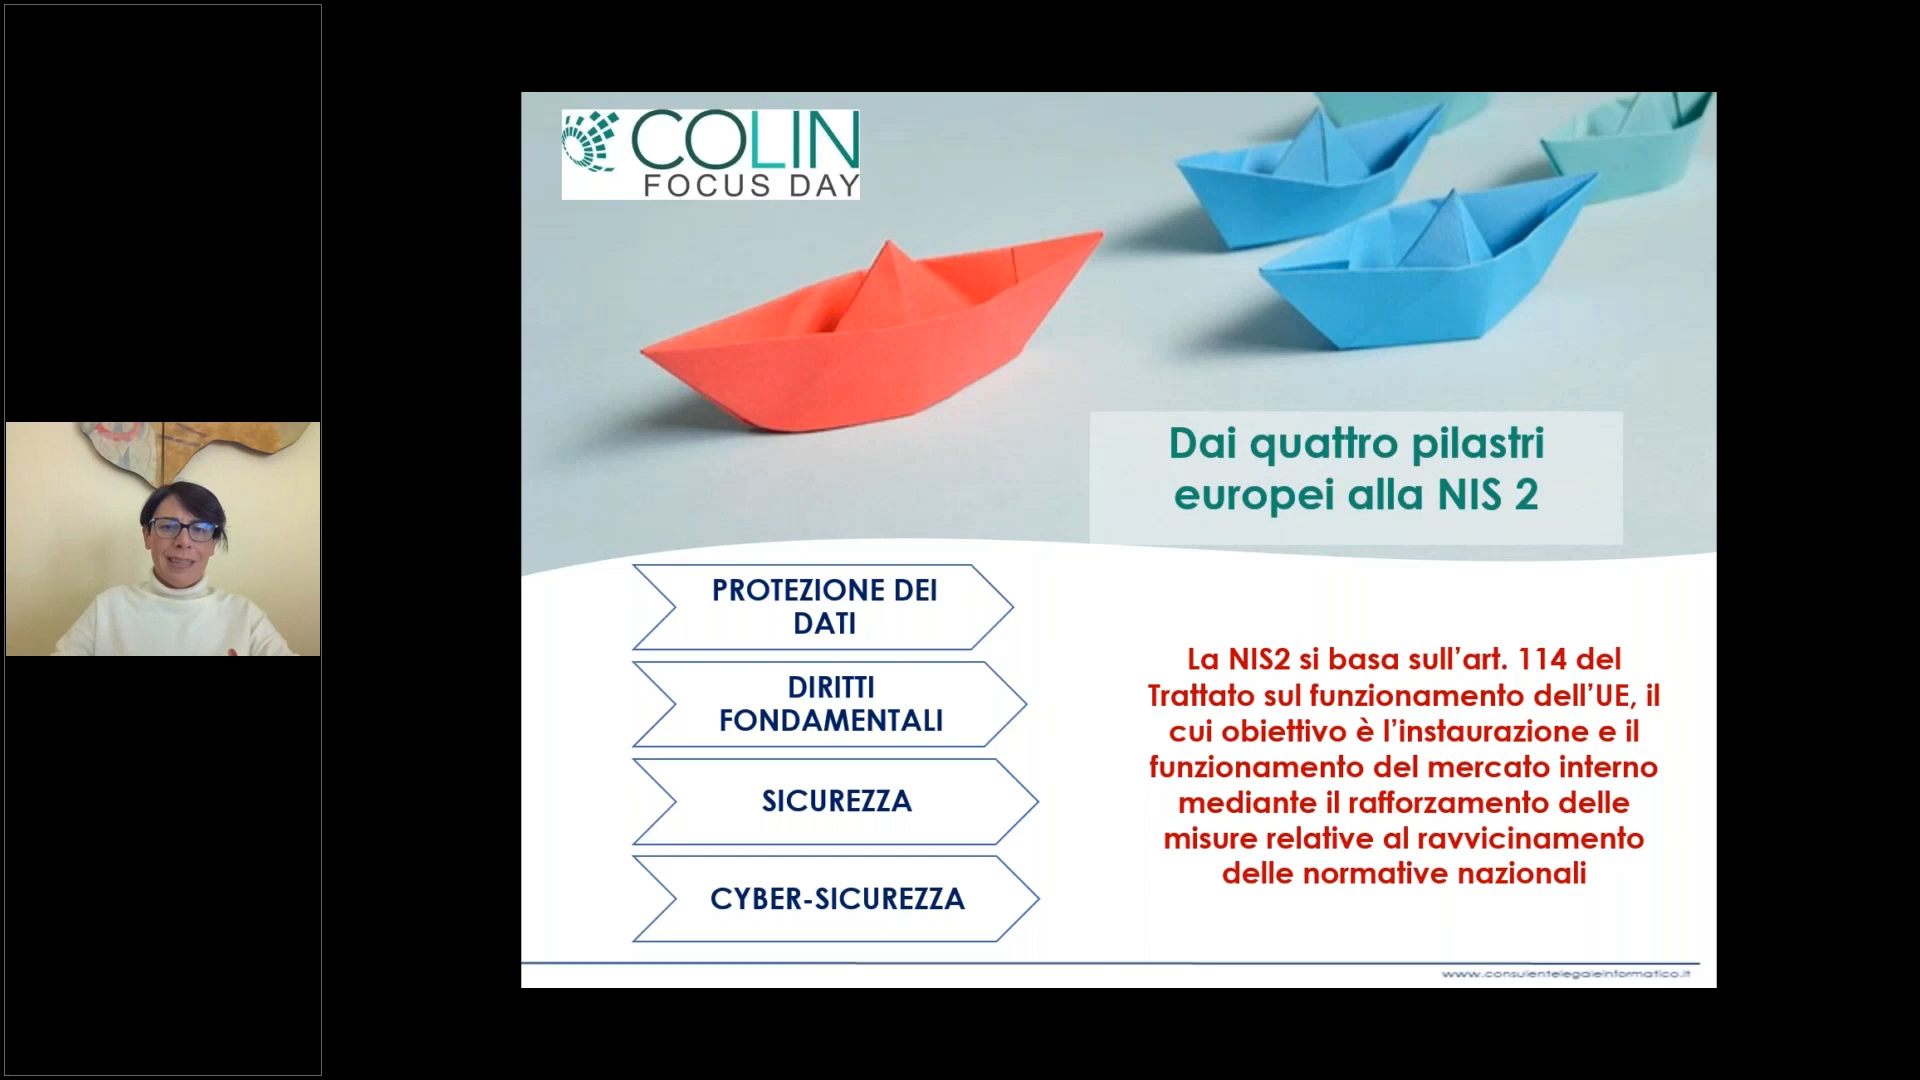 COLIN
FOCUS DAY
Dai quattro pilastri
europei alla NIS 2
PROTEZIONE DEI
DATI
DIRITTI
FONDAMENTALI
SICUREZZA
CYBER-SICUREZZA
La NIS2 si basa sull’art. 114 del
Trattato sul funzionamento dell’UE, il
cui obiettivo è l’instaurazione e il
funzionamento del mercato interno
mediante il rafforzamento delle
misure relative al ravvicinamento
delle normative nazionali
www.consulentelegaleinformatico.it